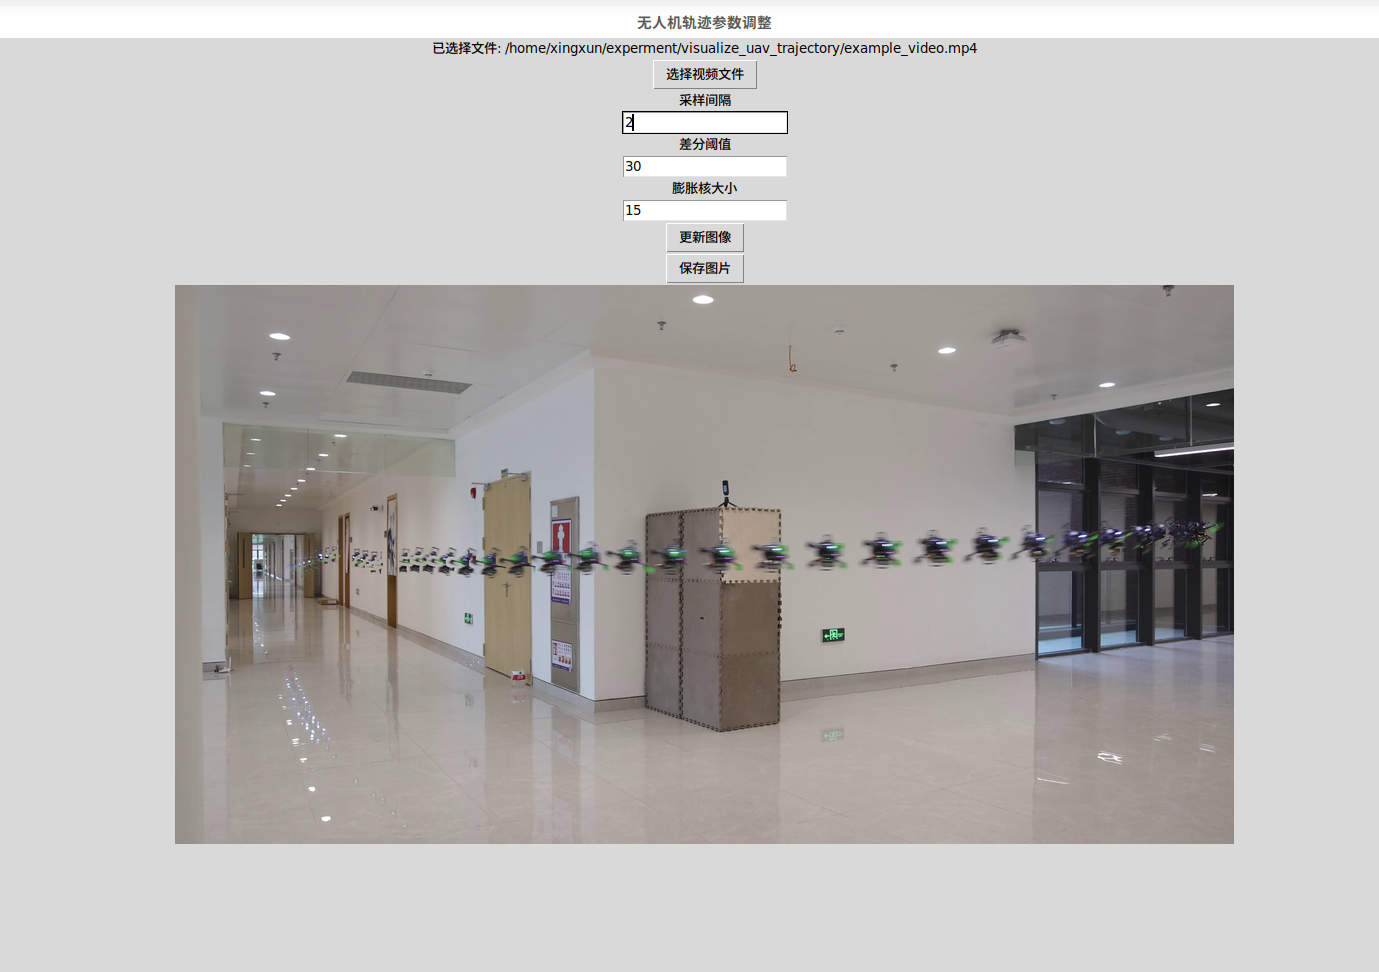 无人机轨迹参数调整
已选择文件: /home/xingxun/experment/visualize_uav_trajectory/example_video.mp4
选择视频文件
采样间隔
2
差分阈值
30
膨胀核大小
15
更新图像
保存图片